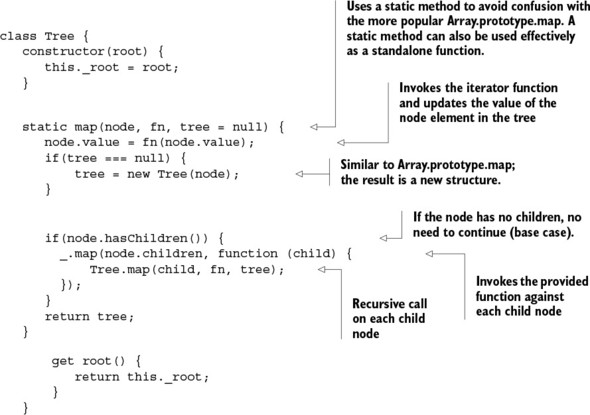 Uses a static method to avoid confusion with
the more popular Array.prototype.map. A
static method can also be used effectively
as a standalone function.
class Tree {
constructor(root) {
this._root = root;
}
Invokes the iterator function
and updates the value of the
node element in the tree
static map(node, fn, tree = null) {
node.value = fn(node.value);
if(tree === null) {
tree = new Tree(node);
}
Similar to Array.prototype.map;
the result is a new structure.
If the node has no children, no
need to continue (base case).
if(node.hasChildren()) {
_.map(node.children, function (child) {
Tree.map(child, fn, tree);
});
}
return tree;
}
Invokes the provided
function against
each child node
Recursive call
on each child
node
get root() {
return this._root;
}
}